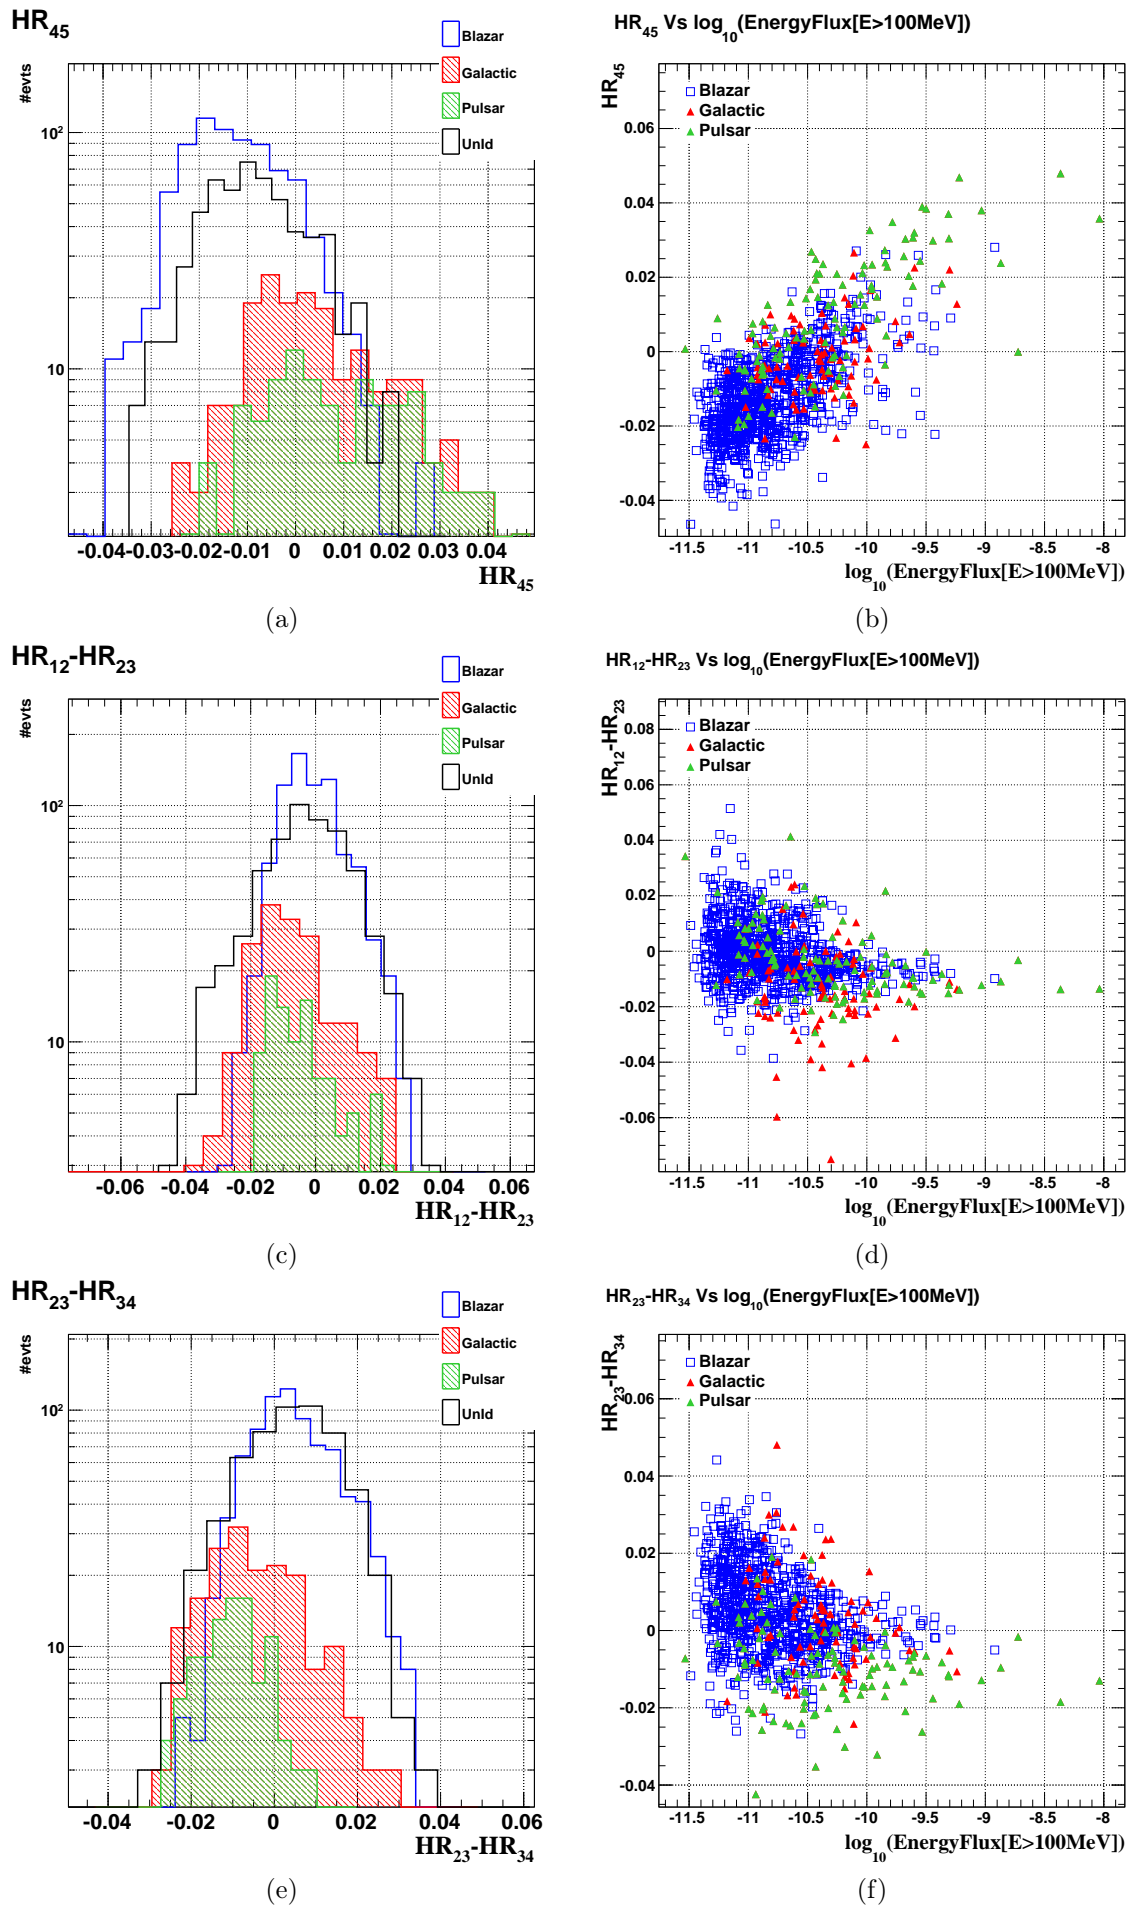 HR45
HR45 Vs log10(EnergyFlux[E>100MeV])
#evts
Blazar
Galactic
Pulsar
UnId
10²
10
-0.04 -0.03 -0.02 -0.01 0 0.01 0.02 0.03 0.04
HR45
(a)
HR45
Blazar
Galactic
Pulsar
0.06
0.04
0.02
0
-0.02
-0.04
-11.5 -11 -10.5 -10 -9.5 -9 -8.5 -8
log10(EnergyFlux[E>100MeV])
(b)
HR12-HR23
HR12-HR23 Vs log10(EnergyFlux[E>100MeV])
#evts
Blazar
Galactic
Pulsar
UnId
10²
10
-0.06 -0.04 -0.02 0 0.02 0.04 0.06
HR12-HR23
(c)
HR12-HR23
Blazar
Galactic
Pulsar
0.08
0.06
0.04
0.02
0
-0.02
-0.04
-0.06
-11.5 -11 -10.5 -10 -9.5 -9 -8.5 -8
log10(EnergyFlux[E>100MeV])
(d)
HR23-HR34
HR23-HR34 Vs log10(EnergyFlux[E>100MeV])
#evts
Blazar
Galactic
Pulsar
UnId
10²
10
-0.04 -0.02 0 0.02 0.04 0.06
HR23-HR34
(e)
HR23-HR34
Blazar
Galactic
Pulsar
0.06
0.04
0.02
0
-0.02
-0.04
-11.5 -11 -10.5 -10 -9.5 -9 -8.5 -8
log10(EnergyFlux[E>100MeV])
(f)